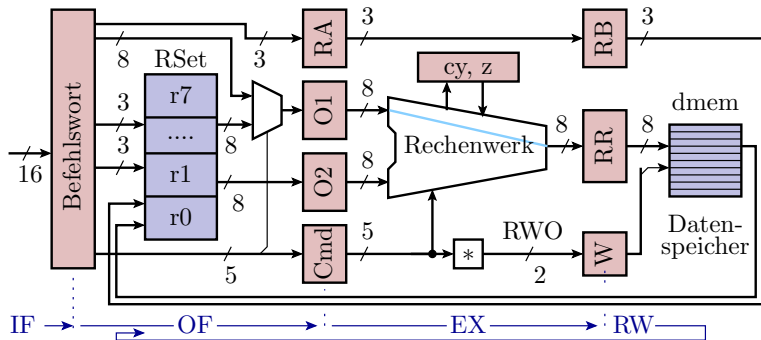 3
8
3
RA
3
RB
3
RSet
cy, z
r7
3
....
8
O1
8
8
8
dmem
Befehlswort
16
3
r1
8
O2
8
Rechenwerk
RR
r0
Daten-
speicher
5
Cmd
5
*
RWO
2
W
IF
OF
EX
RW